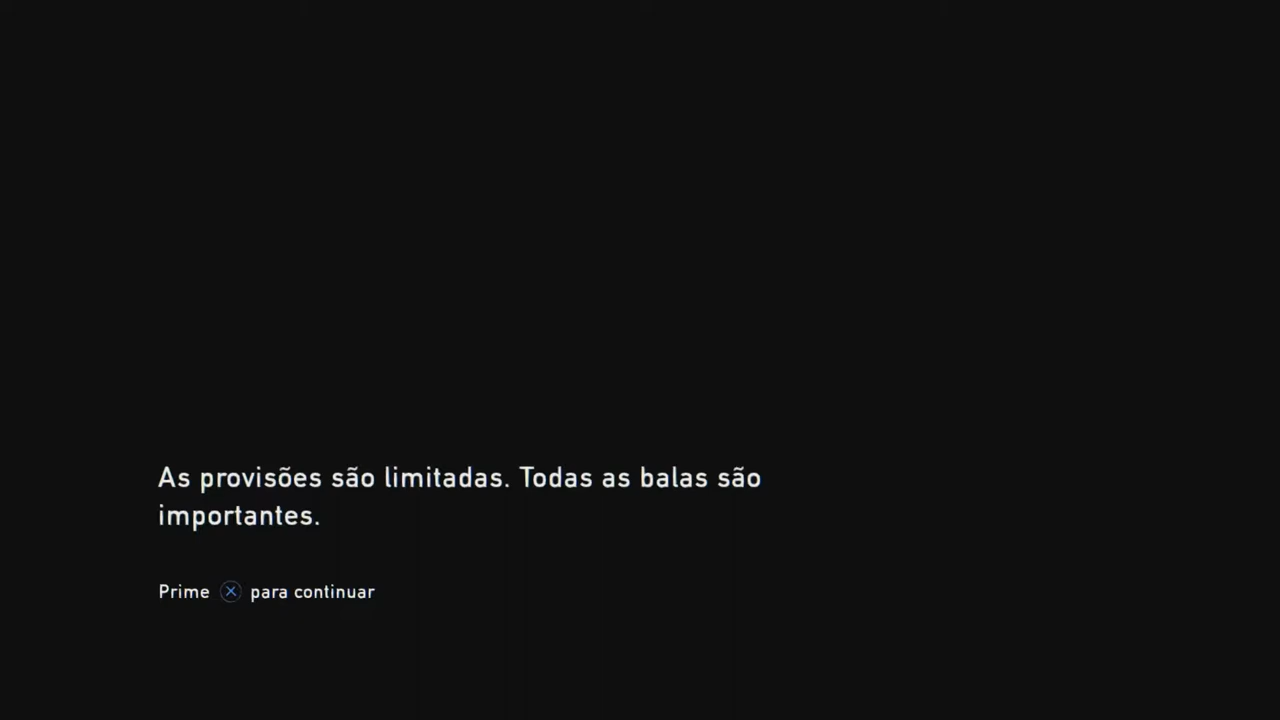 As provisões são limitadas. Todas as balas são
importantes.
Prime ⓧ para continuar